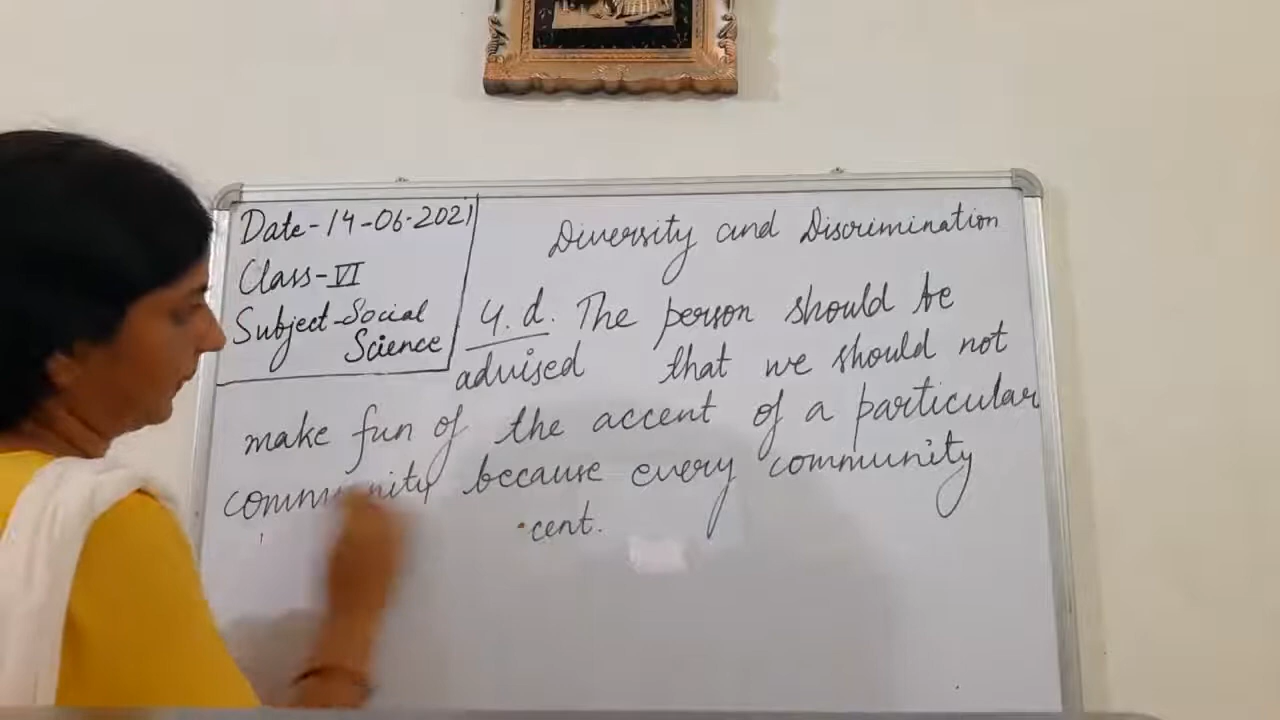 Date-14-06-2021
Class-VI
Subject-Social
Science
Diversity and Discrimination
4. d. The person should be
advised that we should not
make fun of the accent of a particular
community because every community
cent.